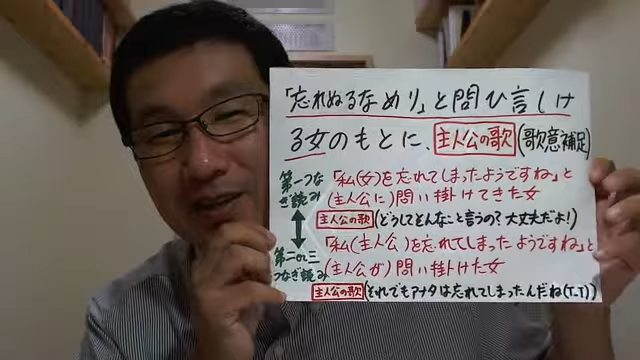 「忘れぬるなめり」と問ひ言しけ
る女のもとに、主人公の歌(歌意補足)
第一つなぎ読み
「私(女)を忘れてしまったようですね」と
(主人公に)問い掛けてきた女
主人公の歌(どうしてそんなこと言うの?大丈夫だよ!)
第二or三つなぎ読み
「私(主人公)を忘れてしまったようですね」と
(主人公が)問い掛けた女
主人公の歌(それでもアナタは忘れてしまったんだね(T_T))